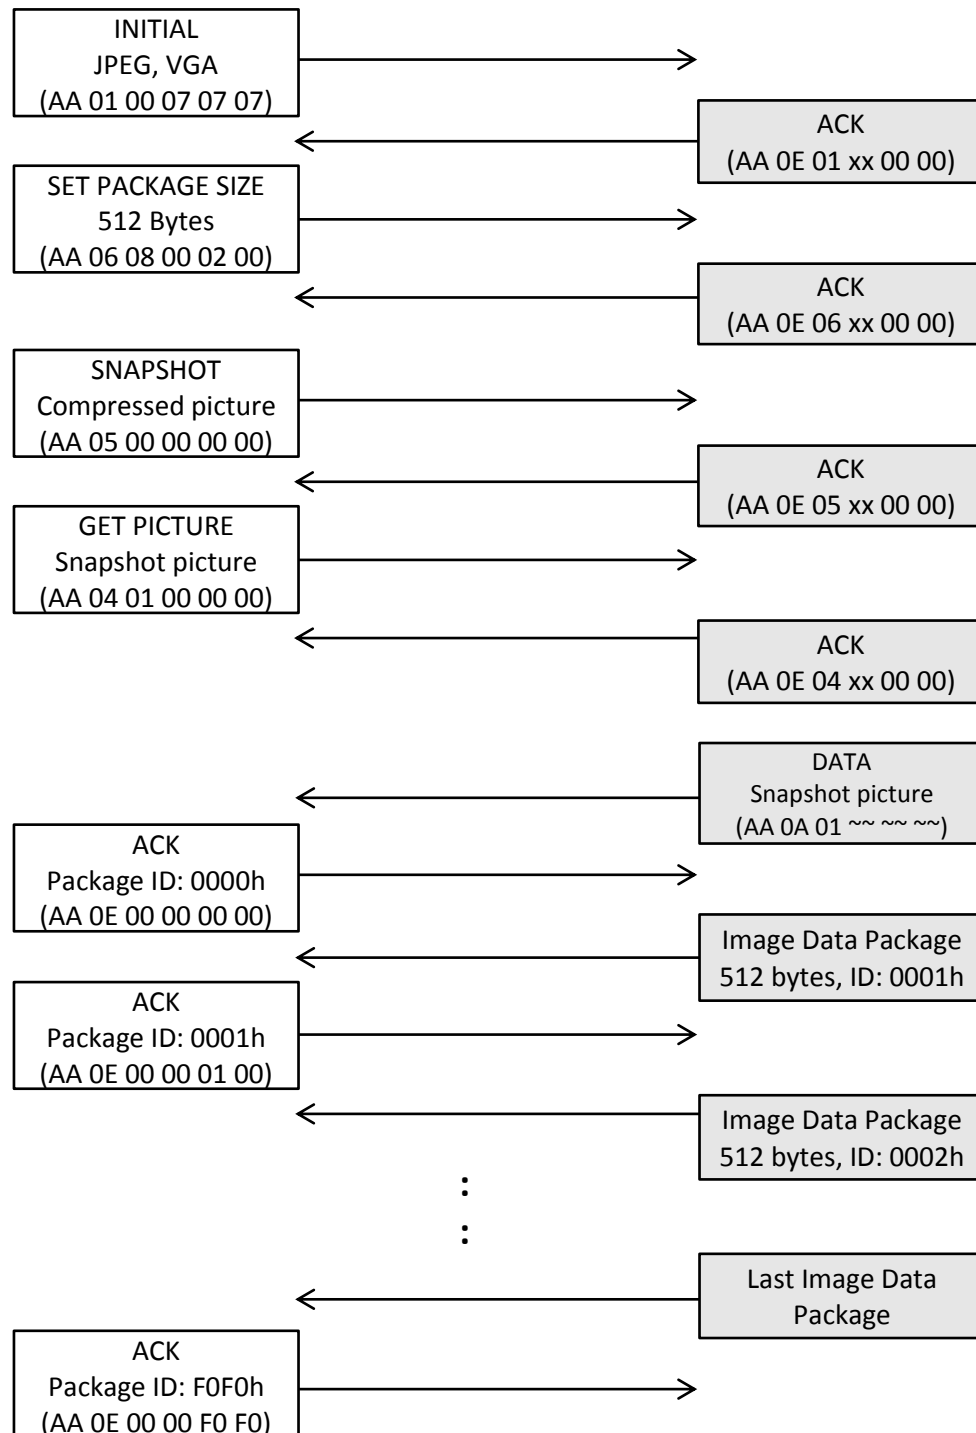 INITIAL
JPEG, VGA
(AA 01 00 07 07 07)
ACK
(AA 0E 01 xx 00 00)
SET PACKAGE SIZE
512 Bytes
(AA 06 08 00 02 00)
ACK
(AA 0E 06 xx 00 00)
SNAPSHOT
Compressed picture
(AA 05 00 00 00 00)
ACK
(AA 0E 05 xx 00 00)
GET PICTURE
Snapshot picture
(AA 04 01 00 00 00)
ACK
(AA 0E 04 xx 00 00)
DATA
Snapshot picture
(AA 0A 01 ~~ ~~ ~~)
ACK
Package ID: 0000h
(AA 0E 00 00 00 00)
Image Data Package
512 bytes, ID: 0001h
ACK
Package ID: 0001h
(AA 0E 00 00 01 00)
Image Data Package
512 bytes, ID: 0002h
:
:
Last Image Data
Package
ACK
Package ID: F0F0h
(AA 0E 00 00 F0 F0)